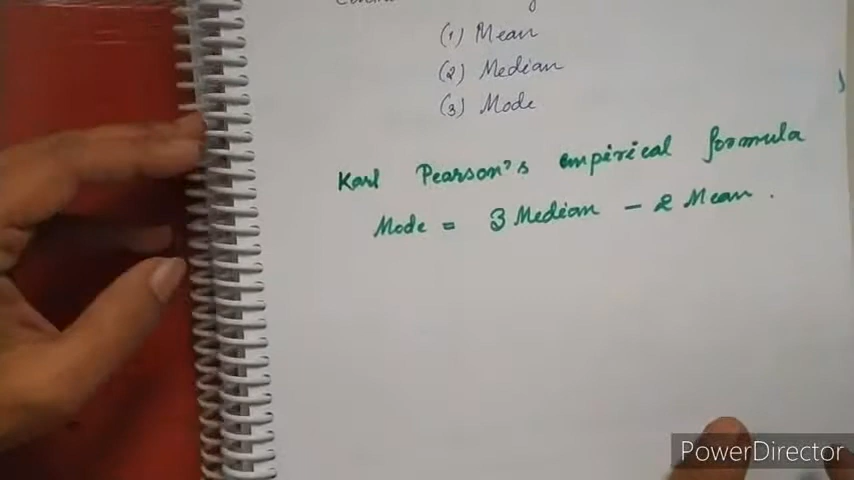 (1) Mean
(2) Median
(3) Mode
Karl Pearson's empirical formula
Mode = 3 Median - 2 Mean.
PowerDirector